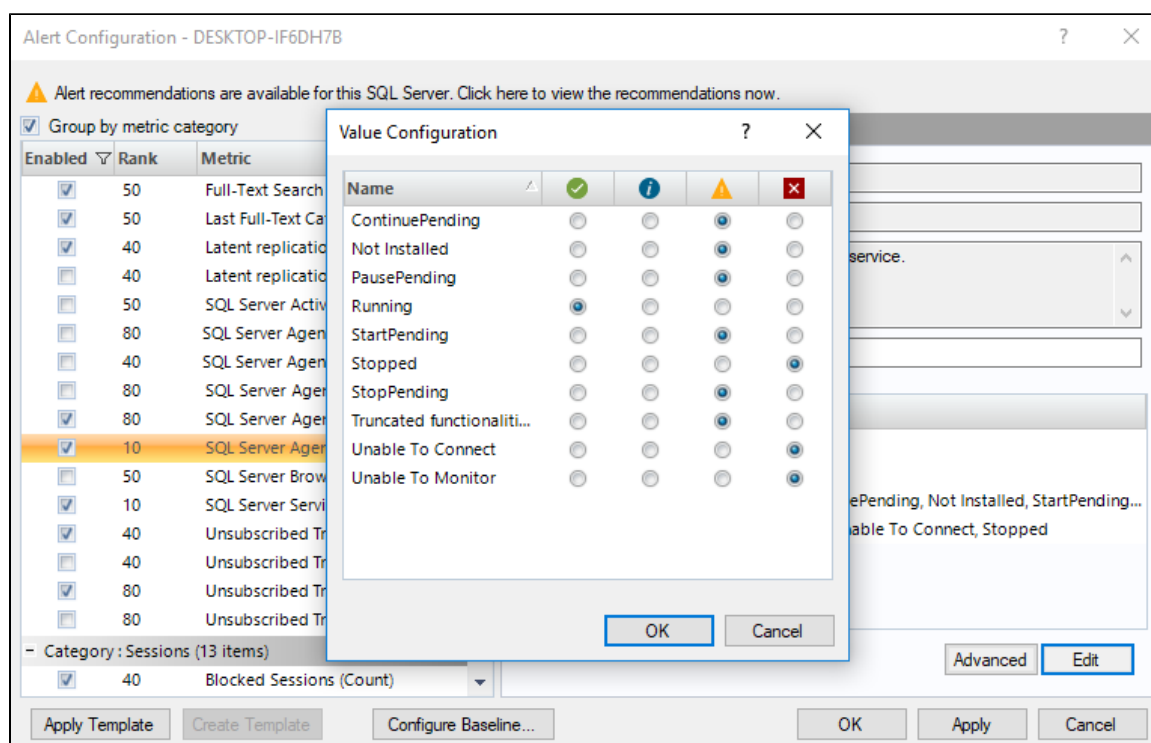 Alert Configuration - DESKTOP-IF6DH7B ?
Alert recommendations are available for this SQL Server. Click here to view the recommendations now.
Group by metric category
Enabled Rank Metric
50 Full-Text Search
50 Last Full-Text Ca
40 Latent replicatio
40 Latent replicatio
50 SQL Server Activ
80 SQL Server Agen
40 SQL Server Agen
80 SQL Server Ager
80 SQL Server Ager
10 SQL Server Ager
50 SQL Server Brow
10 SQL Server Servi
40 Unsubscribed Tr
40 Unsubscribed Tr
80 Unsubscribed Tr
80 Unsubscribed Tr
Category : Sessions (13 items)
40 Blocked Sessions (Count)
Value Configuration ?
Name
ContinuePending
Not Installed
PausePending
Running
StartPending
Stopped
StopPending
Truncated functionaliti...
Unable To Connect
Unable To Monitor
OK Cancel
service.
ePending, Not Installed, StartPending...
able To Connect, Stopped
Advanced Edit
Apply Template Create Template Configure Baseline... OK Apply Cancel